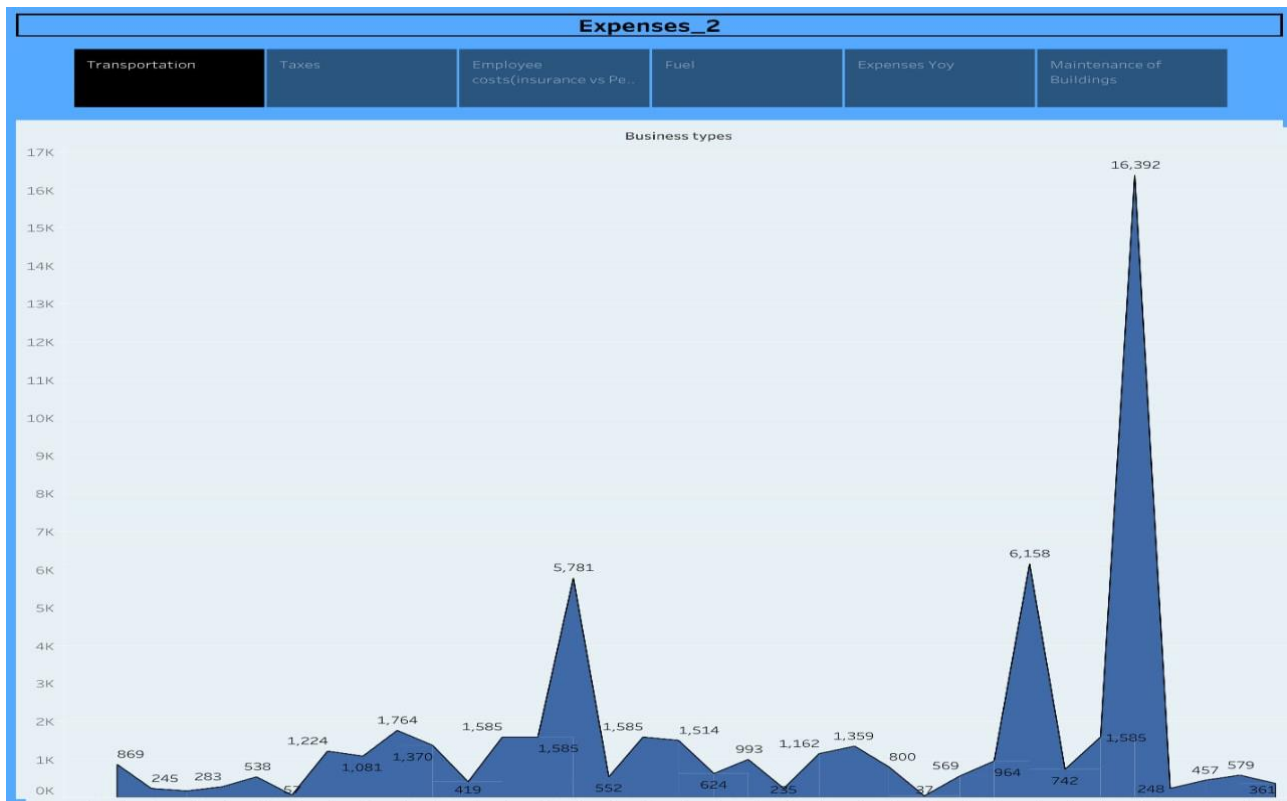 Expenses_2
Transportation
Taxes
Employee
costs(insurance vs Pe..
Fuel
Expenses Yoy
Maintenance of
Buildings
Business types
17K
16,392
16K
15K
14K
13K
12K
11K
10K
9K
8K
7K
6,158
6K
5,781
5K
4K
3K
2K
1,764
1,585
1,585
1,514
1,224
1,359
1,162
1,585
1,585
869
1,081
1,370
993
1K
800
538
569
964
742
245
283
419
552
624
235
457
579
57
37
248
361
0K